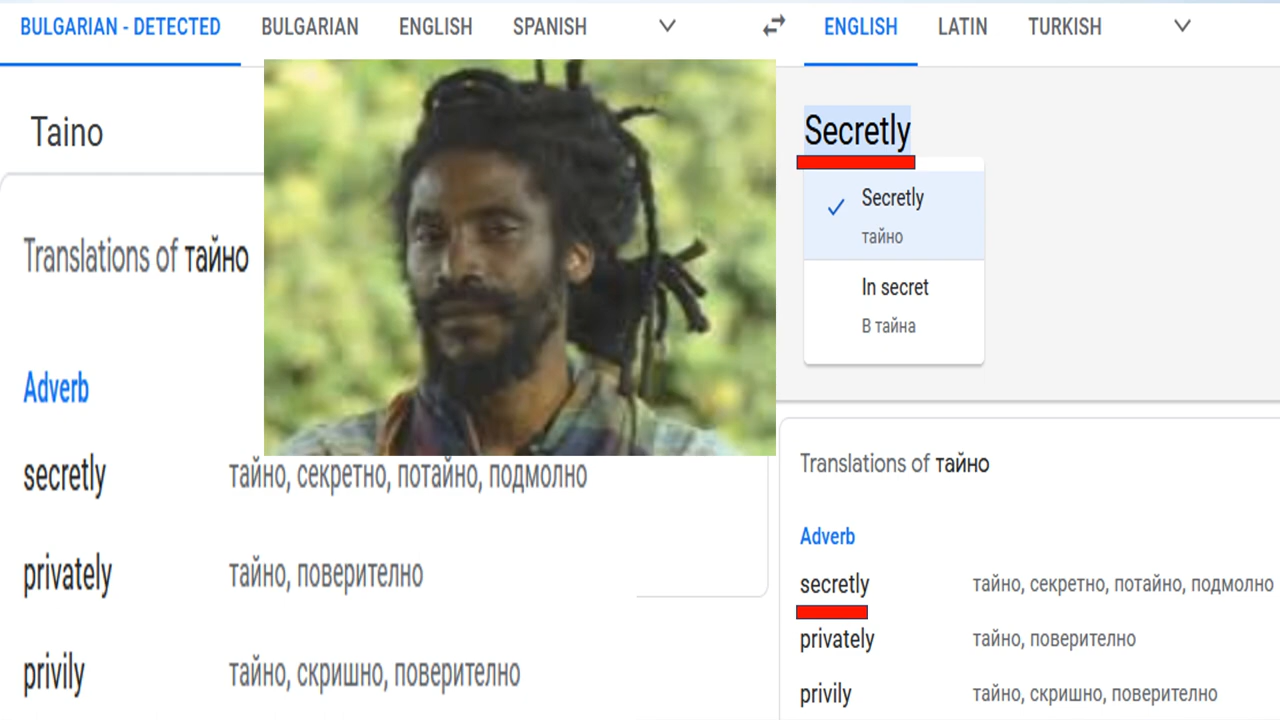 BULGARIAN - DETECTED BULGARIAN ENGLISH SPANISH
ENGLISH LATIN TURKISH
Taino
Translations of тайно
Adverb
secretly тайно, секретно, потайно, подмолно
privately тайно, поверително
privily тайно, скришно, поверително
Secretly
Secretly
тайно
In secret
В тайна
Translations of тайно
Adverb
secretly тайно, секретно, потайно, подмолно
privately тайно, поверително
privily тайно, скришно, поверително